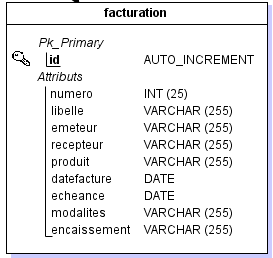 facturation
Pk_Primary
id AUTO_INCREMENT
Attributs
numero INT (25)
libelle VARCHAR (255)
emeteur VARCHAR (255)
recepteur VARCHAR (255)
produit VARCHAR (255)
datefacture DATE
echeance DATE
modalites VARCHAR (255)
encaissement VARCHAR (255)